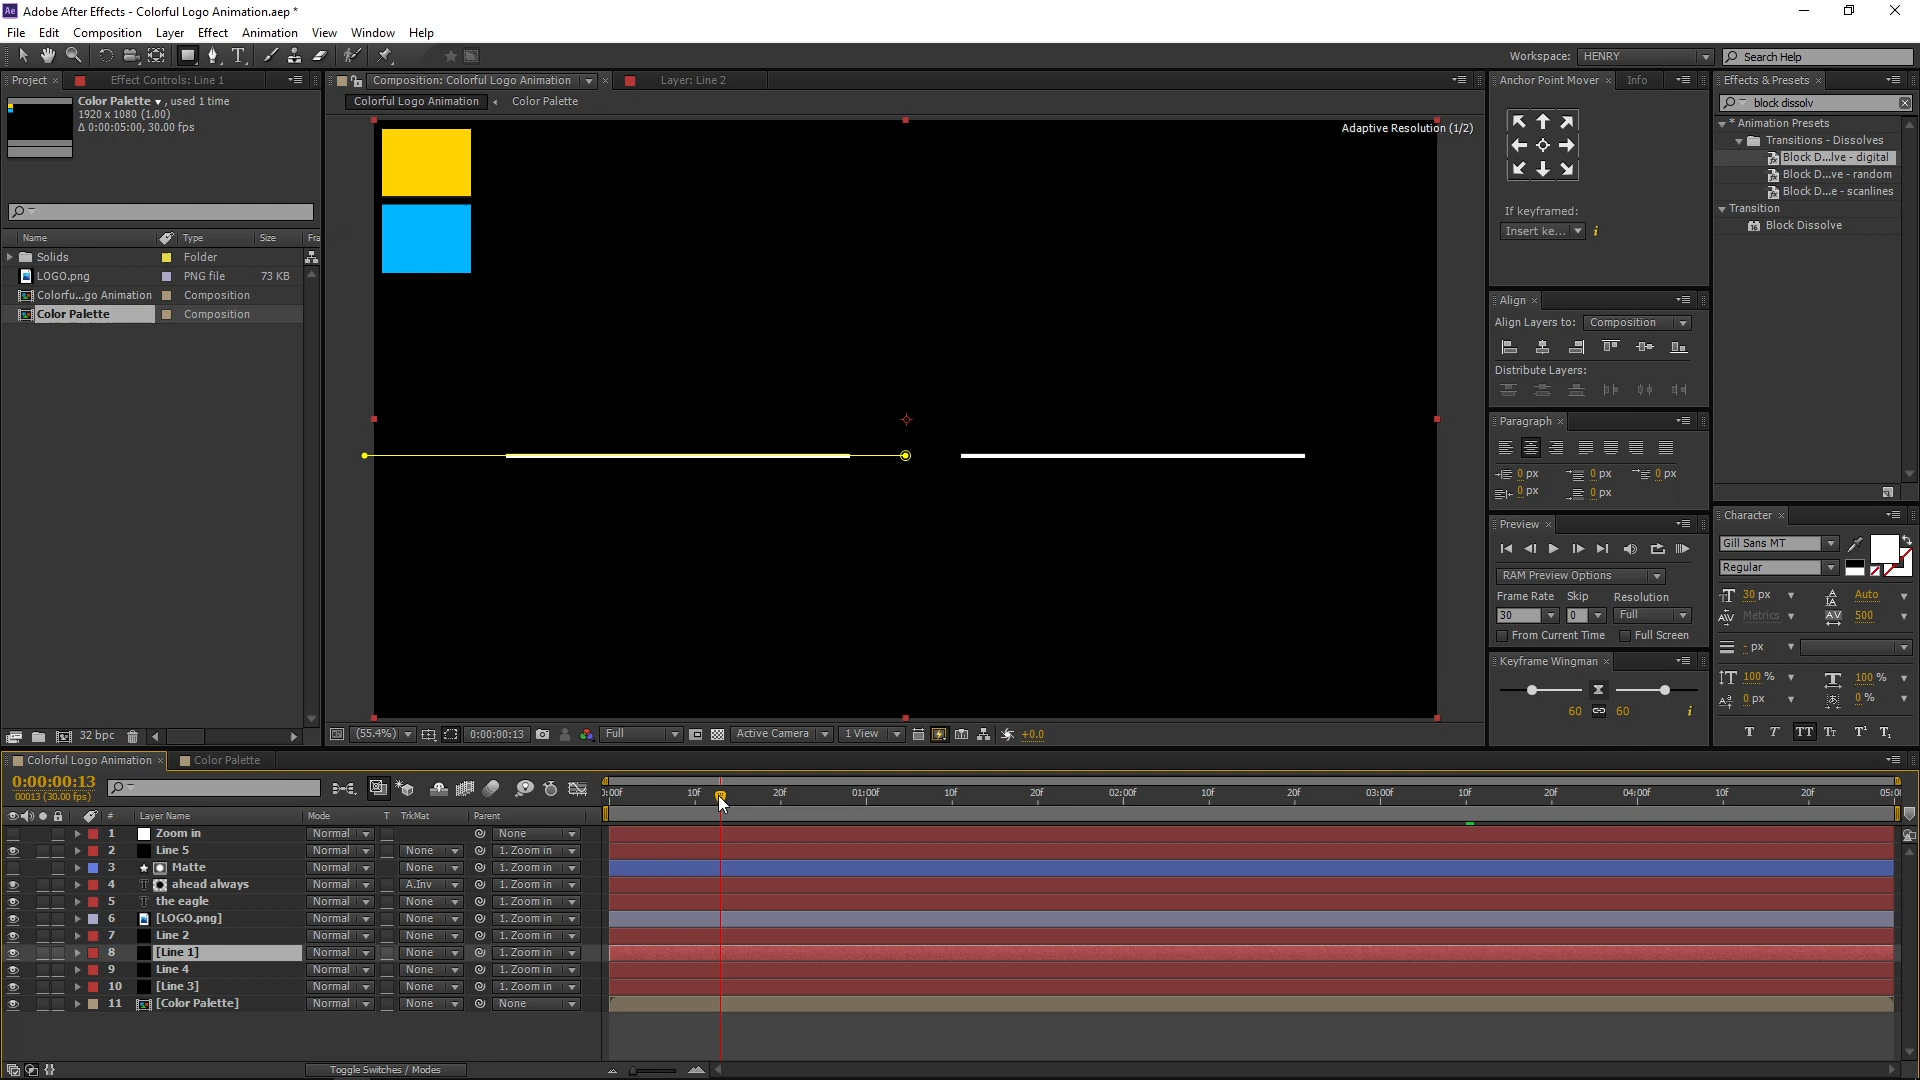 Adobe After Effects - Colorful Logo Animation.aep *
File Edit Composition Layer Effect Animation View Window Help
Workspace: HENRY
Search Help
Project
Effect Controls: Line 1
Color Palette , used 1 time
1920 x 1080 (1.00)
Δ 0:00:05:00, 30.00 fps
Name Type Size Fra
Solids Folder
LOGO.png PNG file 73 KB
Colorfu...go Animation Composition
Color Palette Composition
32 bpc
Composition: Colorful Logo Animation
Layer: Line 2
Colorful Logo Animation Color Palette
Adaptive Resolution (1/2)
(55.4%) 0:00:00:13 Full Active Camera 1 View +0.0
Anchor Point Mover Info
If keyframed:
Insert ke...
Align
Align Layers to: Composition
Distribute Layers:
Paragraph
0 px 0 px 0 px
0 px 0 px
Preview
RAM Preview Options
Frame Rate Skip Resolution
30 0 Full
From Current Time Full Screen
Keyframe Wingman
60 60
Effects & Presets
block dissolv
* Animation Presets
Transitions - Dissolves
Block D...lve - digital
Block D...ve - random
Block D...e - scanlines
Transition
Block Dissolve
Character
Gill Sans MT
Regular
30 px Auto
Metrics 500
- px
100 % 100 %
0 px 0 %
T T TT Tt T¹ T₁
Colorful Logo Animation Color Palette
0:00:00:13
00013 (30.00 fps)
# Layer Name Mode T TrkMat Parent
1 Zoom in Normal None
2 Line 5 Normal None 1. Zoom in
3 Matte Normal None 1. Zoom in
4 ahead always Normal A.Inv 1. Zoom in
5 the eagle Normal None 1. Zoom in
6 [LOGO.png] Normal None 1. Zoom in
7 Line 2 Normal None 1. Zoom in
8 [Line 1] Normal None 1. Zoom in
9 Line 4 Normal None 1. Zoom in
10 [Line 3] Normal None 1. Zoom in
11 [Color Palette] Normal None None
Toggle Switches / Modes
):00f 10f 20f 01:00f 10f 20f 02:00f 10f 20f 03:00f 10f 20f 04:00f 10f 20f 05:0(